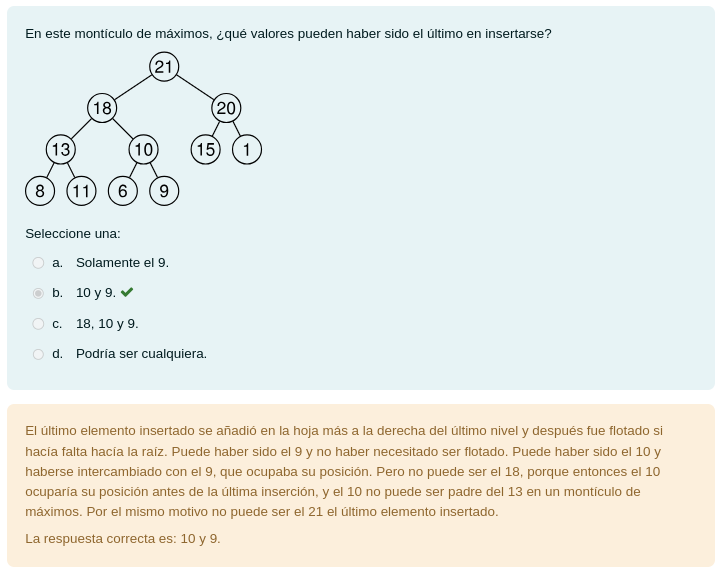 En este montículo de máximos, ¿qué valores pueden haber sido el último en insertarse?
21
18 20
13 10 15 1
8 11 6 9
Seleccione una:
a. Solamente el 9.
b. 10 y 9.
c. 18, 10 y 9.
d. Podría ser cualquiera.
El último elemento insertado se añadió en la hoja más a la derecha del último nivel y después fue flotado si
hacía falta hacía la raíz. Puede haber sido el 9 y no haber necesitado ser flotado. Puede haber sido el 10 y
haberse intercambiado con el 9, que ocupaba su posición. Pero no puede ser el 18, porque entonces el 10
ocuparía su posición antes de la última inserción, y el 10 no puede ser padre del 13 en un montículo de
máximos. Por el mismo motivo no puede ser el 21 el último elemento insertado.
La respuesta correcta es: 10 y 9.